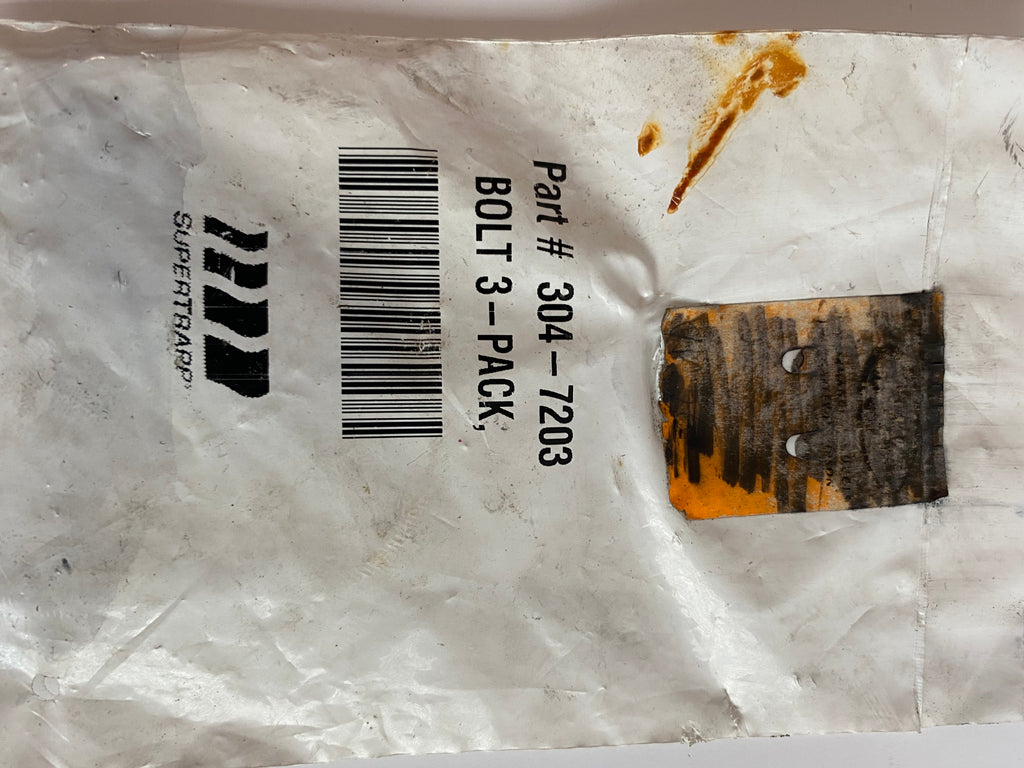 Part # 304-7203
BOLT 3-PACK,
SUPERTRAPP